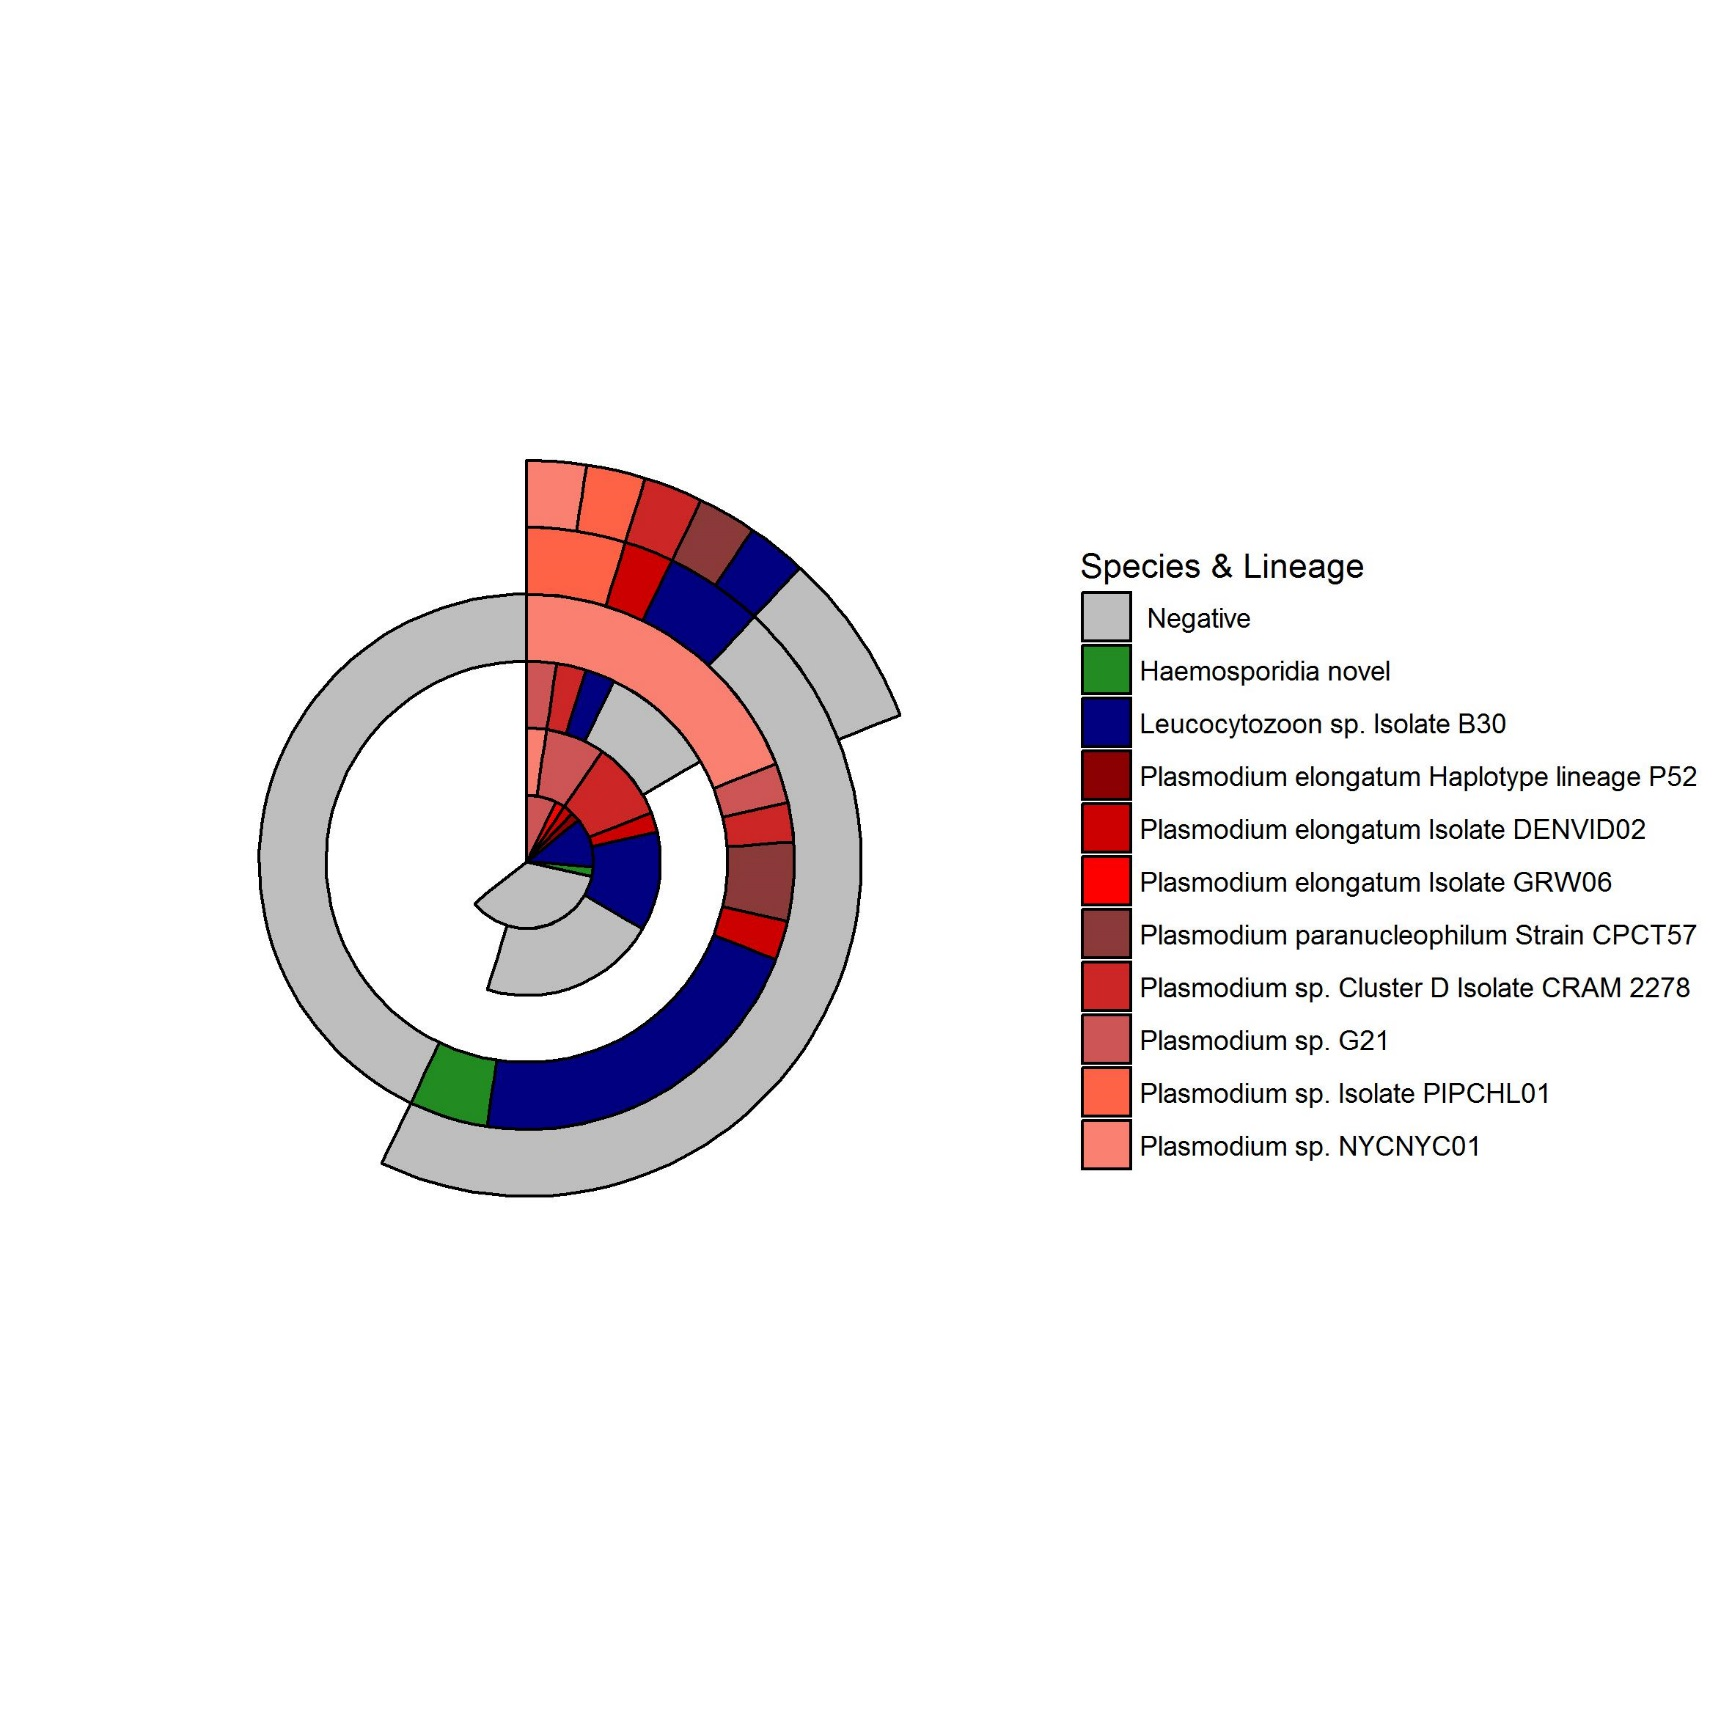 Species & Lineage
Negative
Haemosporidia novel
Leucocytozoon sp. Isolate B30
Plasmodium elongatum Haplotype lineage P52
Plasmodium elongatum Isolate DENVID02
Plasmodium elongatum Isolate GRW06
Plasmodium paranucleophilum Strain CPCT57
Plasmodium sp. Cluster D Isolate CRAM 2278
Plasmodium sp. G21
Plasmodium sp. Isolate PIPCHL01
Plasmodium sp. NYCNYC01